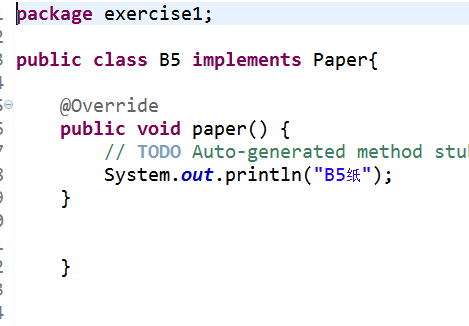 package exercise1;
public class B5 implements Paper{
@Override
public void paper() {
// TODO Auto-generated method stu
System.out.println("B5纸");
}
}